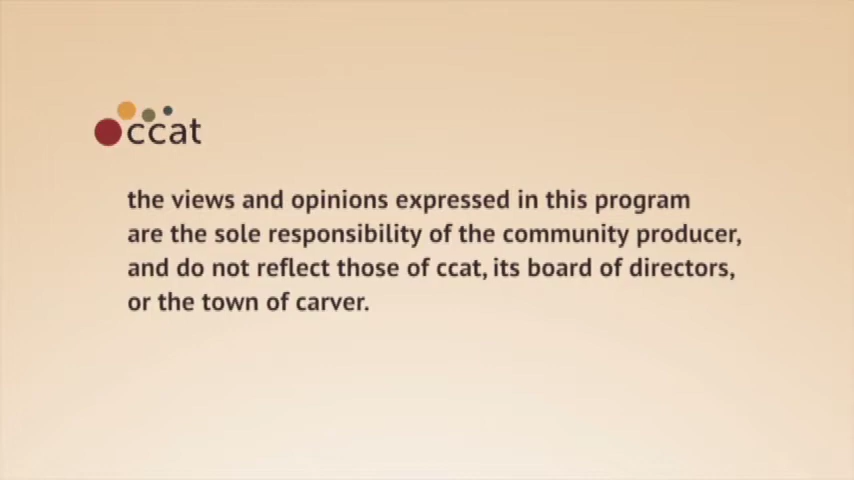 ccat
the views and opinions expressed in this program
are the sole responsibility of the community producer,
and do not reflect those of ccat, its board of directors,
or the town of carver.